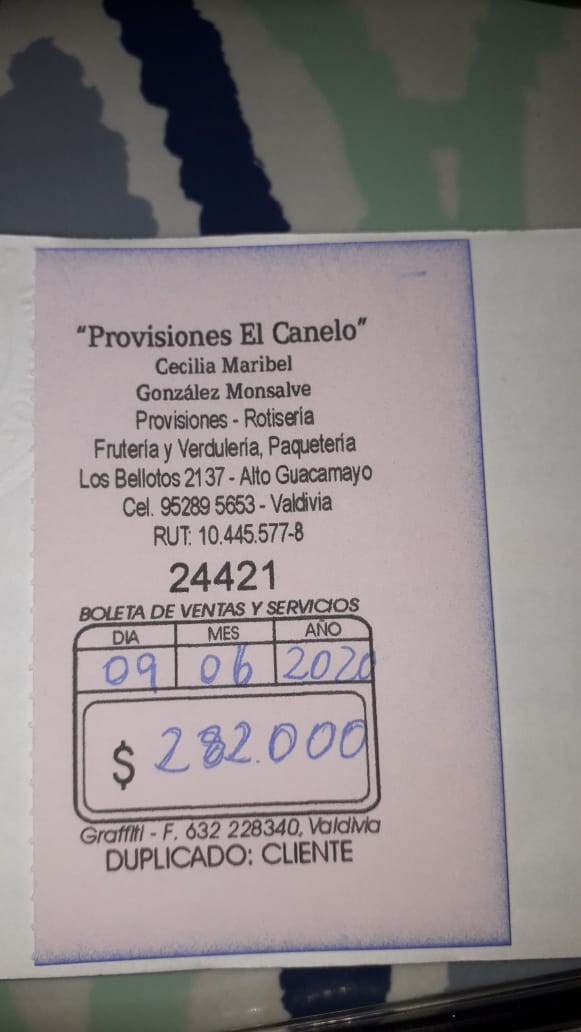 “Provisiones El Canelo”
Cecilia Maribel
González Monsalve
Provisiones - Rotisería
Frutería y Verdulería, Paquetería
Los Bellotos 2137 - Alto Guacamayo
Cel. 95289 5653 - Valdivia
RUT: 10.445.577-8
24421
BOLETA DE VENTAS Y SERVICIOS
DIA MES AÑO
09 06 2020
$ 282.000
Graffiti - F. 632 228340, Valdivia
DUPLICADO: CLIENTE